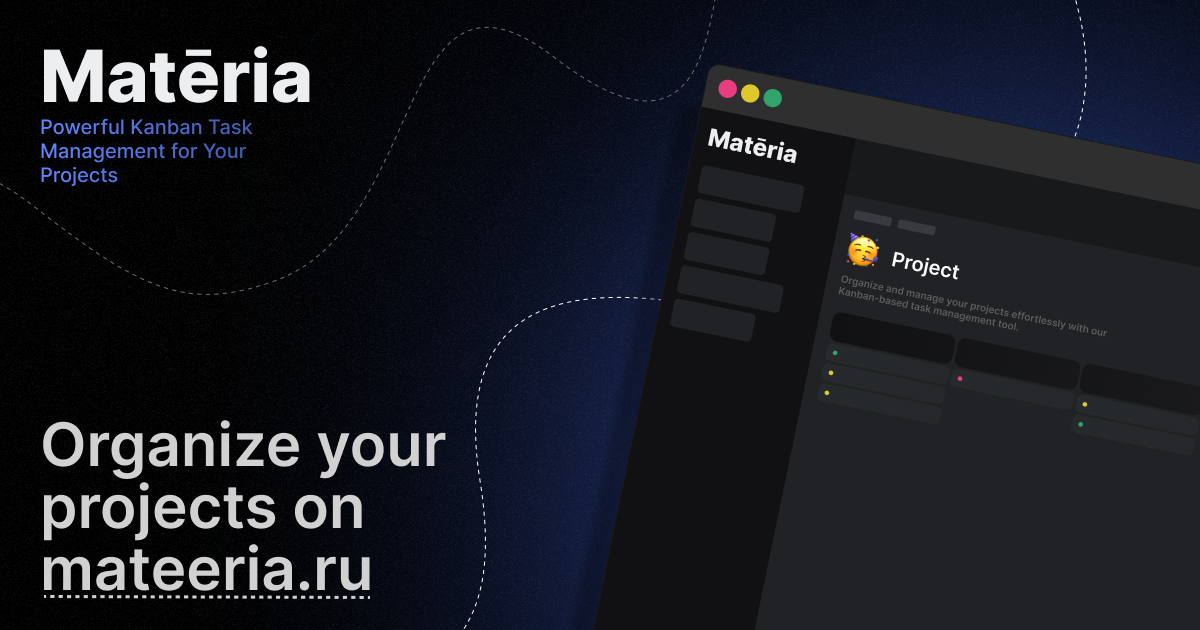 Matēria
Powerful Kanban Task
Management for Your
Projects
Organize your
projects on
mateeria.ru
Matēria
Project
Organize and manage your projects effortlessly with our
Kanban-based task management tool.